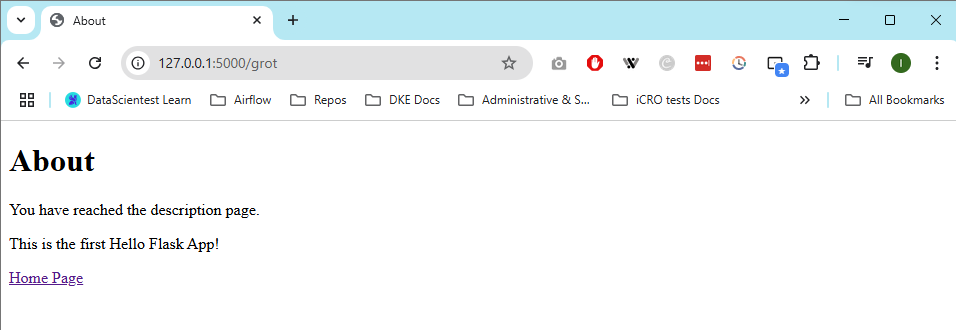 About
127.0.0.1:5000/grot
I
DataScientest Learn Airflow Repos DKE Docs Administrative & S... iCRO tests Docs All Bookmarks
About
You have reached the description page.
This is the first Hello Flask App!
Home Page